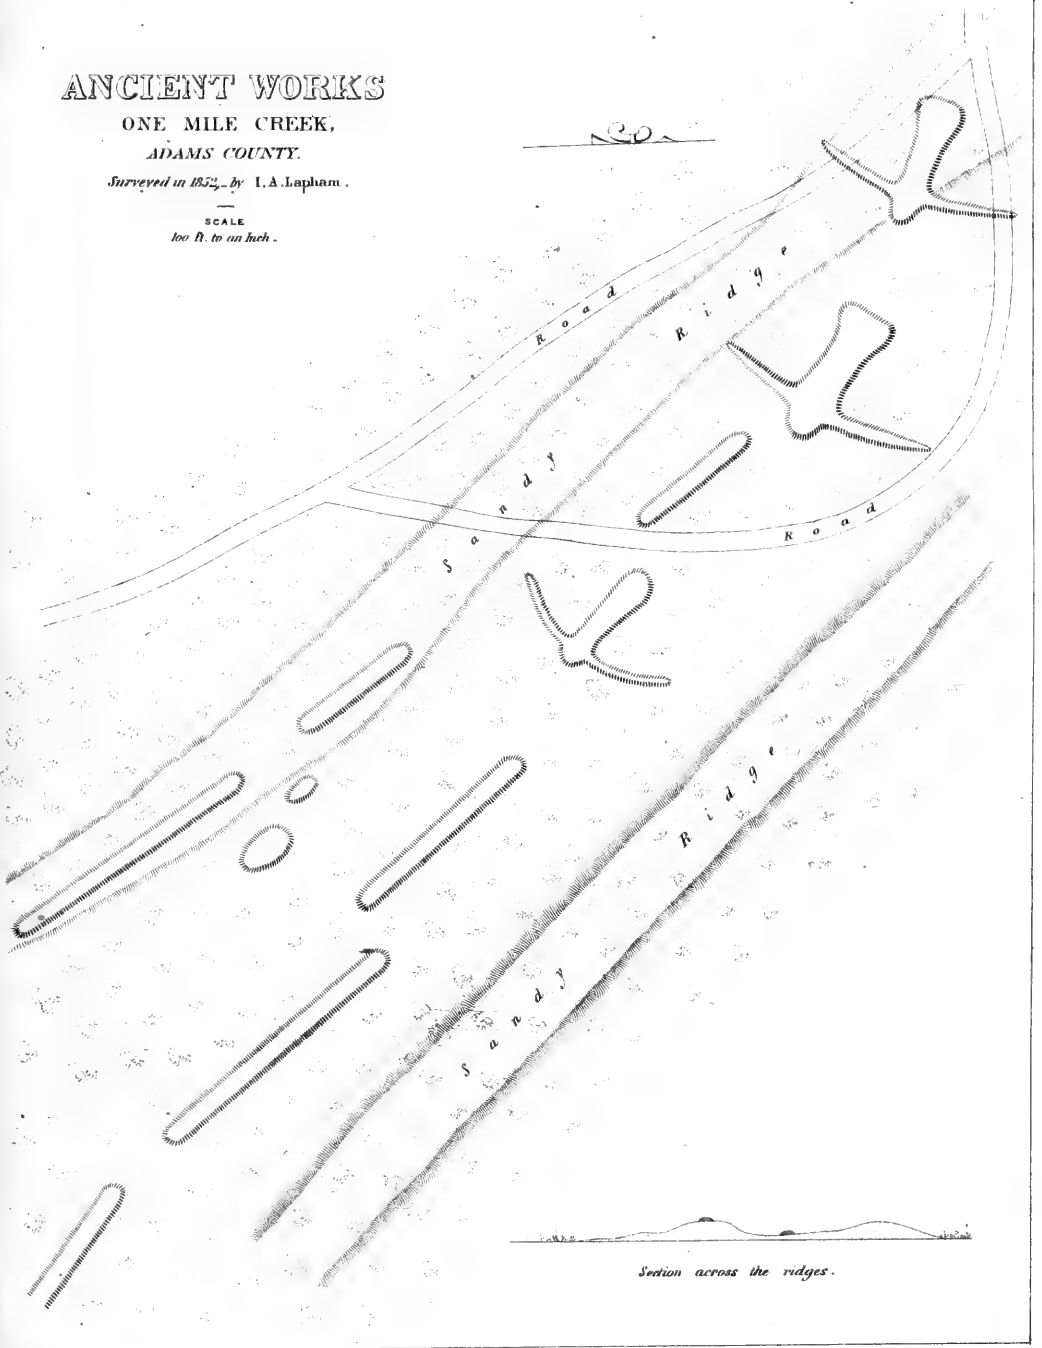 ANCIENT WORKS
ONE MILE CREEK,
ADAMS COUNTY.
Surveyed in 1852, by I.A.Lapham.
SCALE
100 ft. to an Inch.
Road
Sandy Ridge
Road
Sandy Ridge
Section across the ridges.